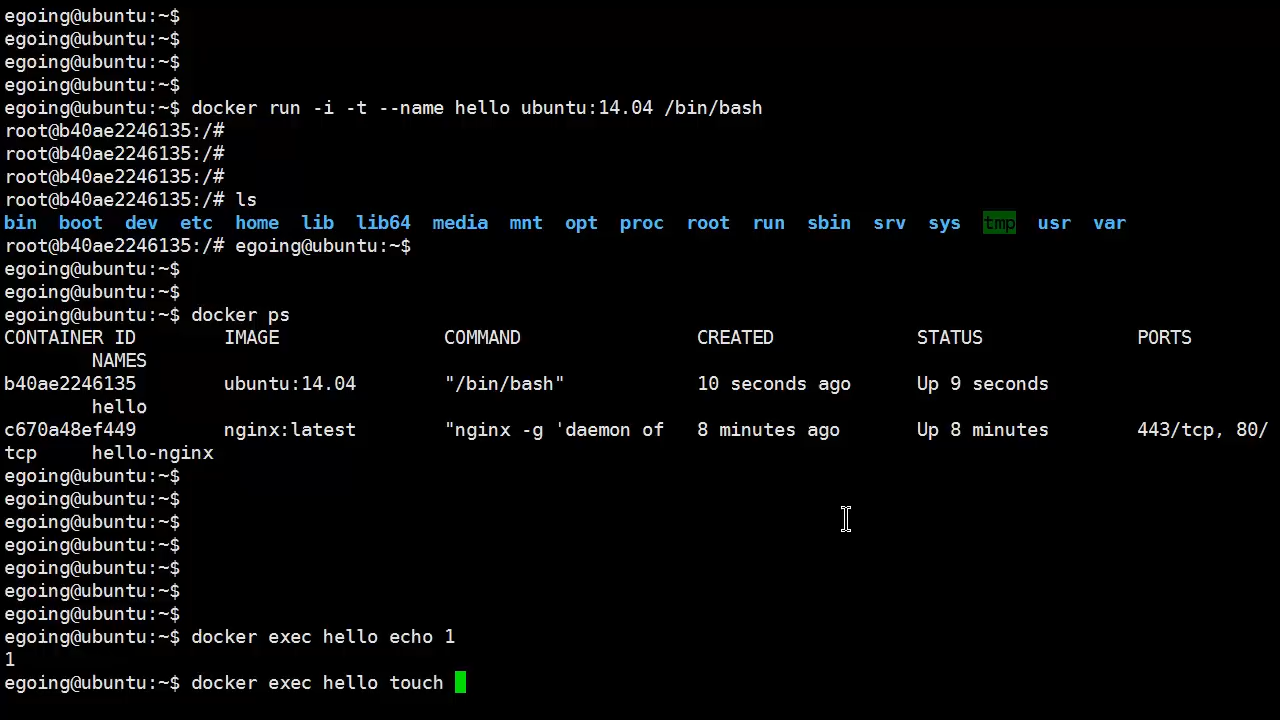 egoing@ubuntu:~$
egoing@ubuntu:~$
egoing@ubuntu:~$
egoing@ubuntu:~$
egoing@ubuntu:~$ docker run -i -t --name hello ubuntu:14.04 /bin/bash
root@b40ae2246135:/#
root@b40ae2246135:/#
root@b40ae2246135:/#
root@b40ae2246135:/# ls
bin  boot  dev  etc  home  lib  lib64  media  mnt  opt  proc  root  run  sbin  srv  sys  tmp  usr  var
root@b40ae2246135:/# egoing@ubuntu:~$
egoing@ubuntu:~$
egoing@ubuntu:~$
egoing@ubuntu:~$ docker ps
CONTAINER ID        IMAGE               COMMAND                CREATED             STATUS              PORTS
        NAMES
b40ae2246135        ubuntu:14.04        "/bin/bash"            10 seconds ago      Up 9 seconds
        hello
c670a48ef449        nginx:latest        "nginx -g 'daemon of   8 minutes ago       Up 8 minutes        443/tcp, 80/
tcp     hello-nginx
egoing@ubuntu:~$
egoing@ubuntu:~$
egoing@ubuntu:~$
egoing@ubuntu:~$
egoing@ubuntu:~$
egoing@ubuntu:~$
egoing@ubuntu:~$
egoing@ubuntu:~$ docker exec hello echo 1
1
egoing@ubuntu:~$ docker exec hello touch